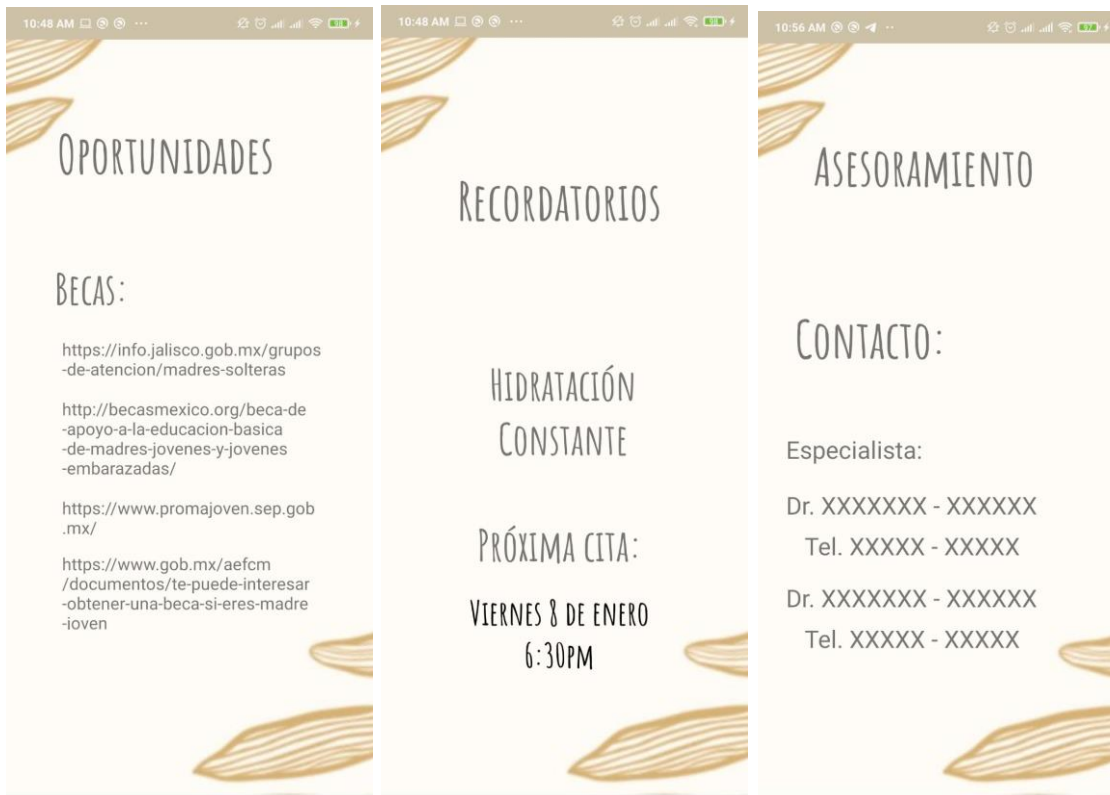 10:48 AM
98
OPORTUNIDADES
BECAS:
https://info.jalisco.gob.mx/grupos
-de-atencion/madres-solteras
http://becasmexico.org/beca-de
-apoyo-a-la-educacion-basica
-de-madres-jovenes-y-jovenes
-embarazadas/
https://www.promajoven.sep.gob
.mx/
https://www.gob.mx/aefcm
/documentos/te-puede-interesar
-obtener-una-beca-si-eres-madre
-joven
10:48 AM
98
RECORDATORIOS
HIDRATACIÓN
CONSTANTE
PRÓXIMA CITA:
VIERNES 8 DE ENERO
6:30PM
10:56 AM
97
ASESORAMIENTO
CONTACTO:
Especialista:
Dr. XXXXXXX - XXXXXX
Tel. XXXXX - XXXXX
Dr. XXXXXXX - XXXXXX
Tel. XXXXX - XXXXX